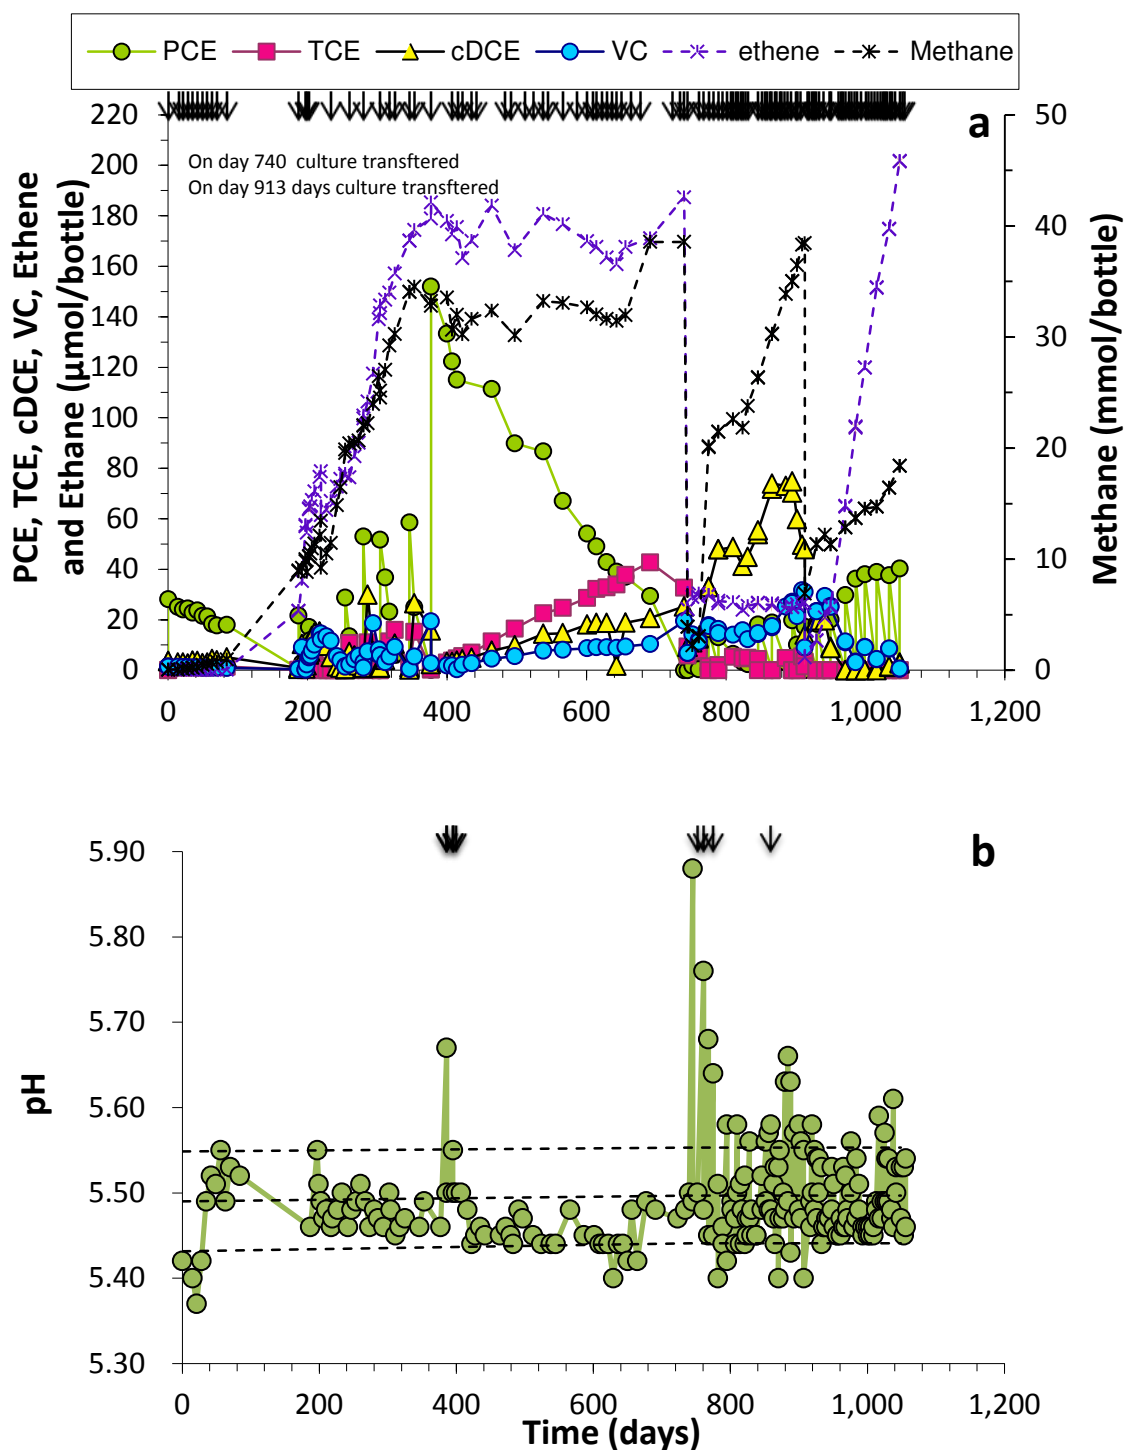 PCE TCE cDCE VC ethene Methane
a
On day 740 culture transftered
On day 913 days culture transftered
PCE, TCE, cDCE, VC, Ethene
and Ethane (µmol/bottle)
220
200
180
160
140
120
100
80
60
40
20
0
50
40
30
20
10
0
Methane (mmol/bottle)
0 200 400 600 800 1,000 1,200
b
pH
5.90
5.80
5.70
5.60
5.50
5.40
5.30
0 200 400 600 800 1,000 1,200
Time (days)